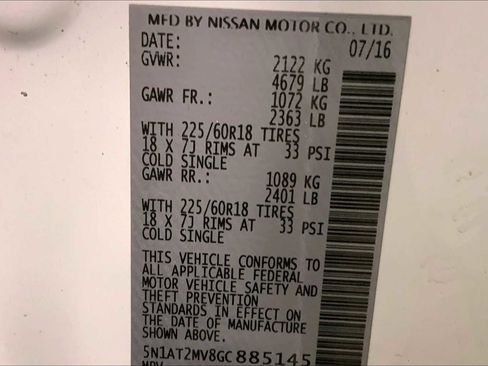 MFD BY NISSAN MOTOR CO., LTD.
DATE: 07/16
GVWR: 2122 KG
4679 LB
GAWR FR.: 1072 KG
2363 LB
WITH 225/60R18 TIRES
18 X 7J RIMS AT 33 PSI
COLD SINGLE
GAWR RR.: 1089 KG
2401 LB
WITH 225/60R18 TIRES
18 X 7J RIMS AT 33 PSI
COLD SINGLE
THIS VEHICLE CONFORMS TO
ALL APPLICABLE FEDERAL
MOTOR VEHICLE SAFETY AND
THEFT PREVENTION
STANDARDS IN EFFECT ON
THE DATE OF MANUFACTURE
SHOWN ABOVE.
5N1AT2MV8GC885145
MPV